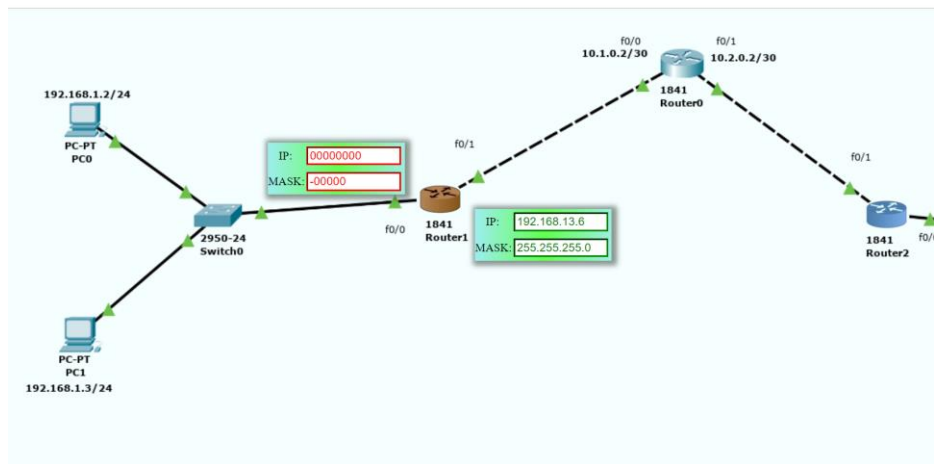 f0/0
f0/1
10.1.0.2/30
10.2.0.2/30
1841
Router0
192.168.1.2/24
PC-PT
PC0
IP: 00000000
MASK: -00000
f0/1
f0/1
f0/0
2950-24
Switch0
1841
Router1
IP: 192.168.13.6
MASK: 255.255.255.0
1841
Router2
PC-PT
PC1
192.168.1.3/24